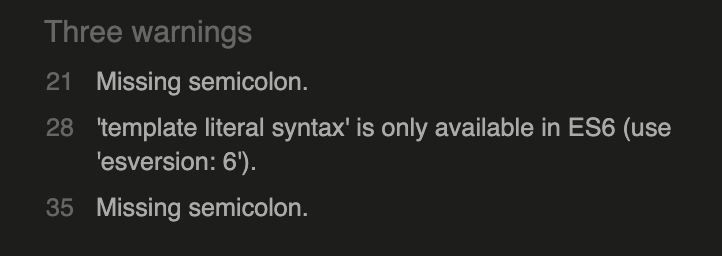 Three warnings
21 Missing semicolon.
28 'template literal syntax' is only available in ES6 (use
'esversion: 6').
35 Missing semicolon.